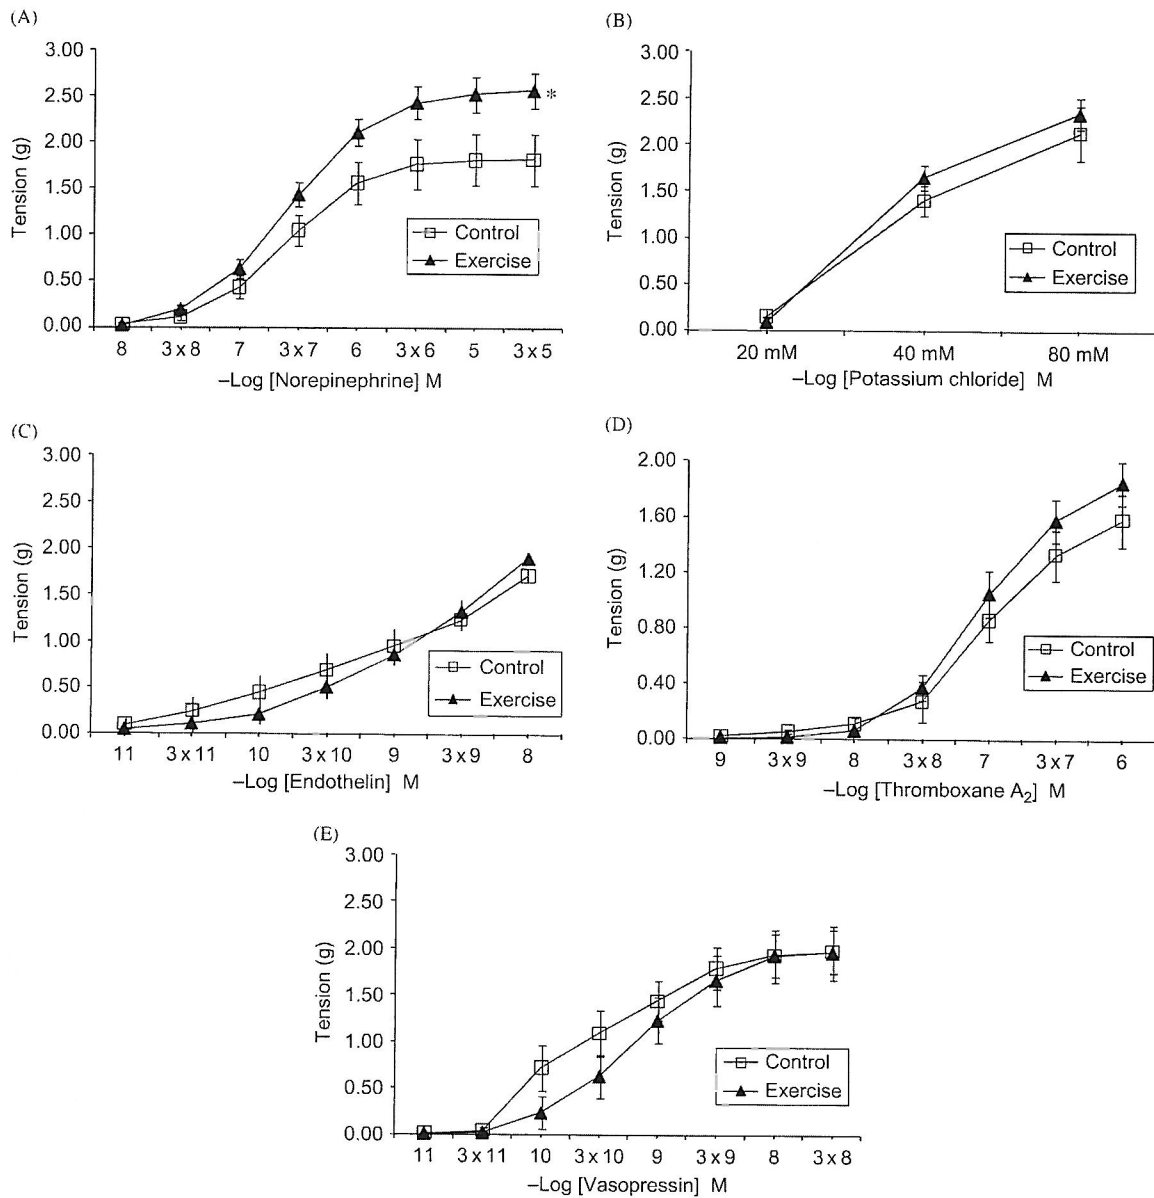 (A)
3.00
2.50
2.00
1.50
1.00
0.50
0.00
Tension (g)
*
Control
Exercise
8 3 x 8 7 3 x 7 6 3 x 6 5 3 x 5
–Log [Norepinephrine] M
(B)
3.00
2.50
2.00
1.50
1.00
0.50
0.00
Tension (g)
Control
Exercise
20 mM 40 mM 80 mM
–Log [Potassium chloride] M
(C)
3.00
2.50
2.00
1.50
1.00
0.50
0.00
Tension (g)
Control
Exercise
11 3 x 11 10 3 x 10 9 3 x 9 8
–Log [Endothelin] M
(D)
2.00
1.60
1.20
0.80
0.40
0.00
Tension (g)
Control
Exercise
9 3 x 9 8 3 x 8 7 3 x 7 6
–Log [Thromboxane A₂] M
(E)
3.00
2.50
2.00
1.50
1.00
0.50
0.00
Tension (g)
Control
Exercise
11 3 x 11 10 3 x 10 9 3 x 9 8 3 x 8
–Log [Vasopressin] M